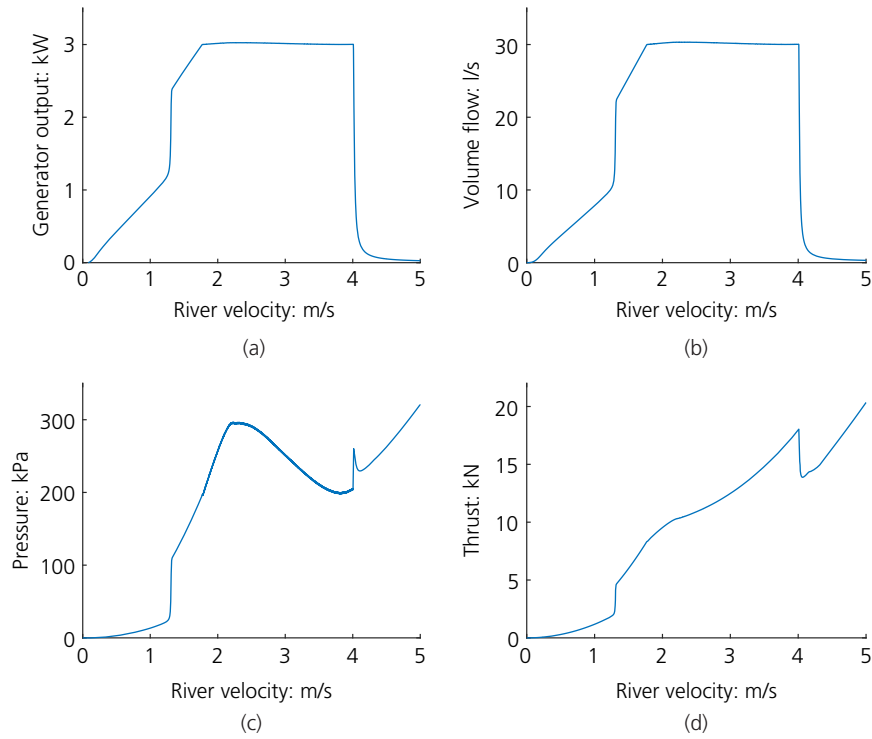 Generator output: kW
3
2
1
0
0 1 2 3 4 5
River velocity: m/s
(a)
Volume flow: l/s
30
20
10
0
0 1 2 3 4 5
River velocity: m/s
(b)
Pressure: kPa
300
200
100
0
0 1 2 3 4 5
River velocity: m/s
(c)
Thrust: kN
20
15
10
5
0
0 1 2 3 4 5
River velocity: m/s
(d)